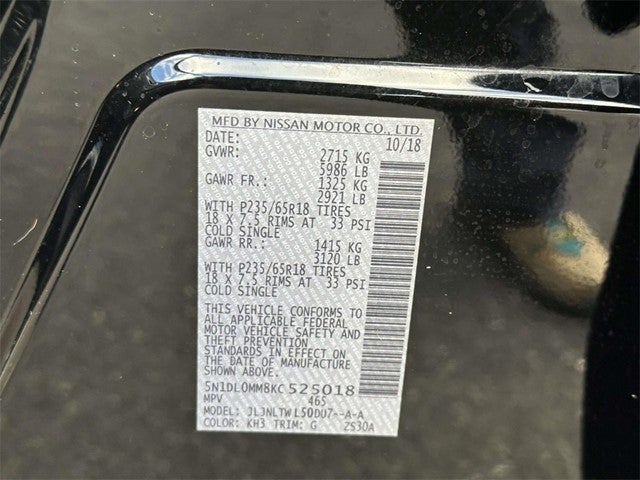 MFD BY NISSAN MOTOR CO., LTD.
DATE: 10/18
GVWR: 2715 KG
5986 LB
GAWR FR.: 1325 KG
2921 LB
WITH P235/65R18 TIRES
18 X 7.5 RIMS AT 33 PSI
COLD SINGLE
GAWR RR.: 1415 KG
3120 LB
WITH P235/65R18 TIRES
18 X 7.5 RIMS AT 33 PSI
COLD SINGLE
THIS VEHICLE CONFORMS TO
ALL APPLICABLE FEDERAL
MOTOR VEHICLE SAFETY AND
THEFT PREVENTION
STANDARDS IN EFFECT ON
THE DATE OF MANUFACTURE
SHOWN ABOVE.
5N1DL0MM8KC525018
MPV 465
MODEL: JLJNLTWL50DU7--A-A
COLOR: KH3 TRIM: G ZS30A